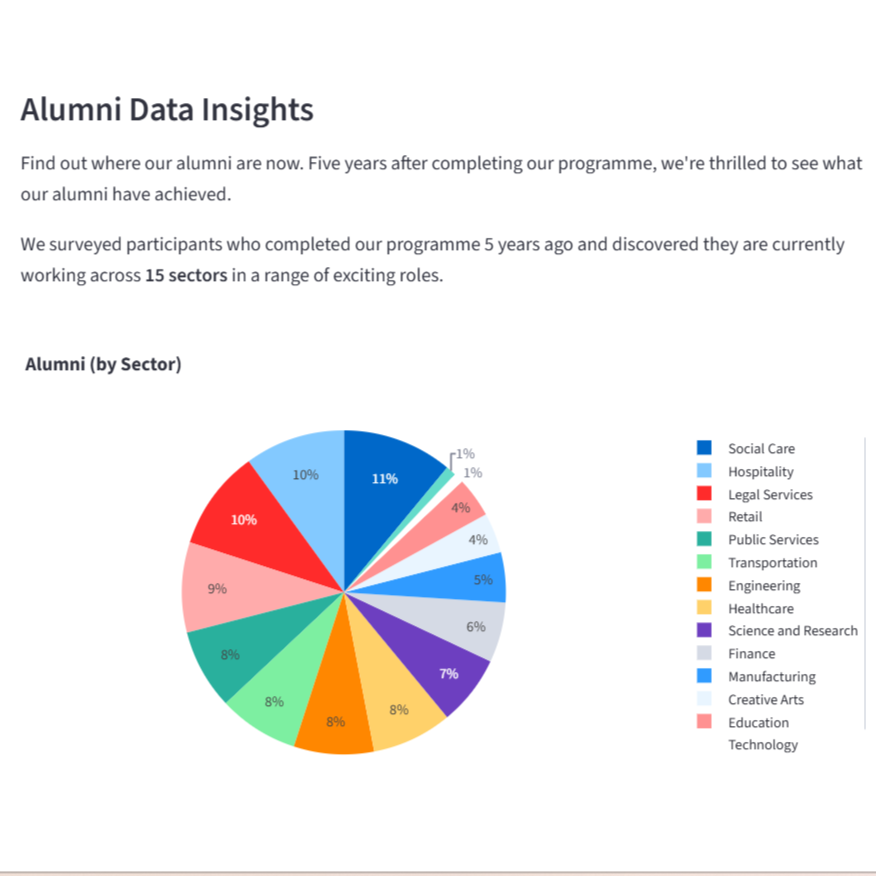 Alumni Data Insights
Find out where our alumni are now. Five years after completing our programme, we're thrilled to see what
our alumni have achieved.
We surveyed participants who completed our programme 5 years ago and discovered they are currently
working across 15 sectors in a range of exciting roles.
Alumni (by Sector)
11%
1%
1%
4%
4%
5%
6%
7%
8%
8%
8%
8%
9%
10%
10%
Social Care
Hospitality
Legal Services
Retail
Public Services
Transportation
Engineering
Healthcare
Science and Research
Finance
Manufacturing
Creative Arts
Education
Technology